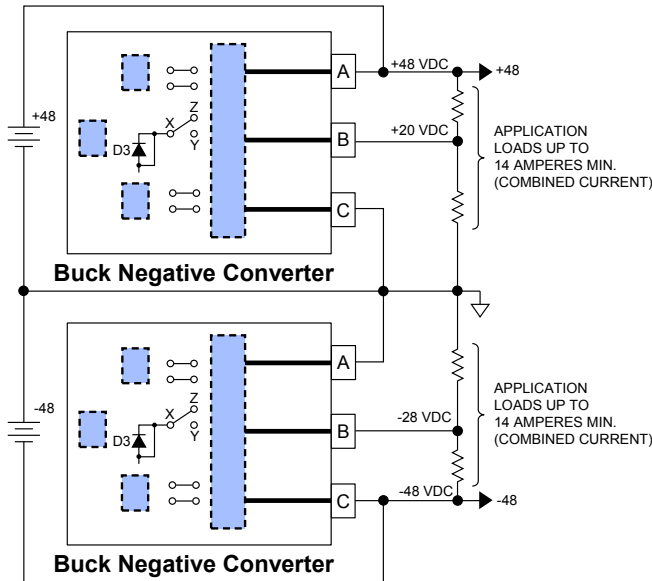 A
+48 VDC
+48
+48
Z
X
Y
D3
B
+20 VDC
APPLICATION
LOADS UP TO
14 AMPERES MIN.
(COMBINED CURRENT)
C
Buck Negative Converter
A
-48
Z
X
Y
D3
B
-28 VDC
APPLICATION
LOADS UP TO
14 AMPERES MIN.
(COMBINED CURRENT)
C
-48 VDC
-48
Buck Negative Converter